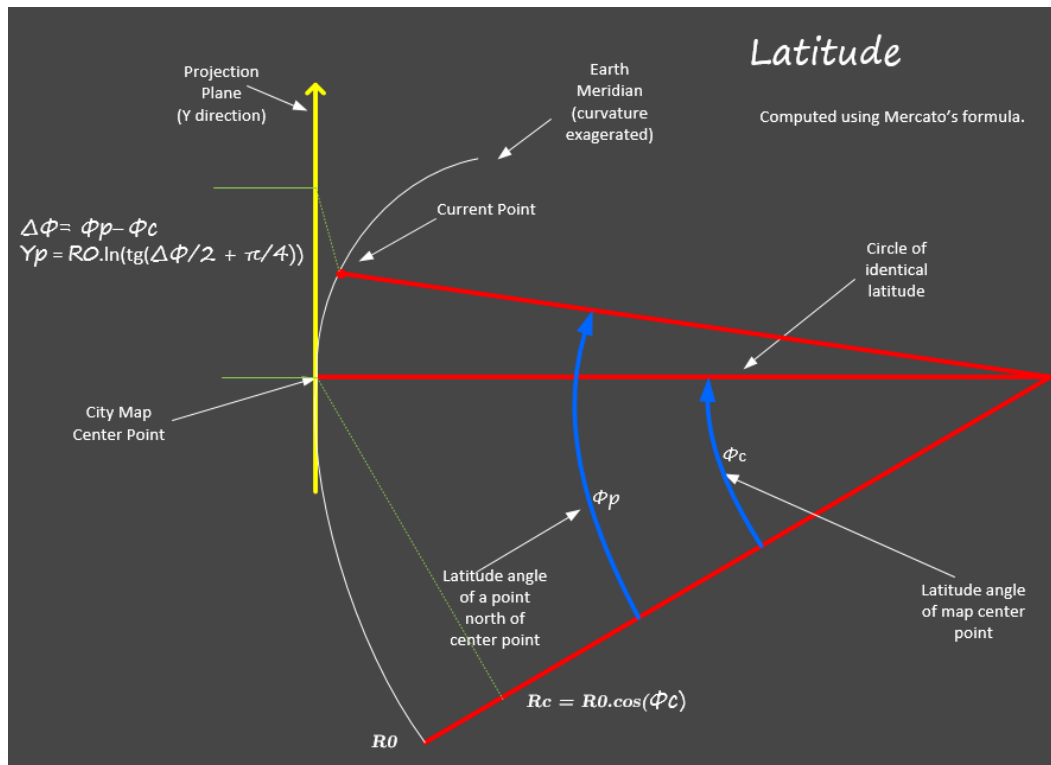 Latitude
Computed using Mercato's formula.
Projection
Plane
(Y direction)
Earth
Meridian
(curvature
exagerated)
Current Point
ΔΦ= Φp– Φc
Yp = R0.ln(tg(ΔΦ/2 + π/4))
Circle of
identical
latitude
City Map
Center Point
Φc
Φp
Latitude angle
of a point
north of
center point
Latitude angle
of map center
point
Rc = R0.cos(Φc)
R0